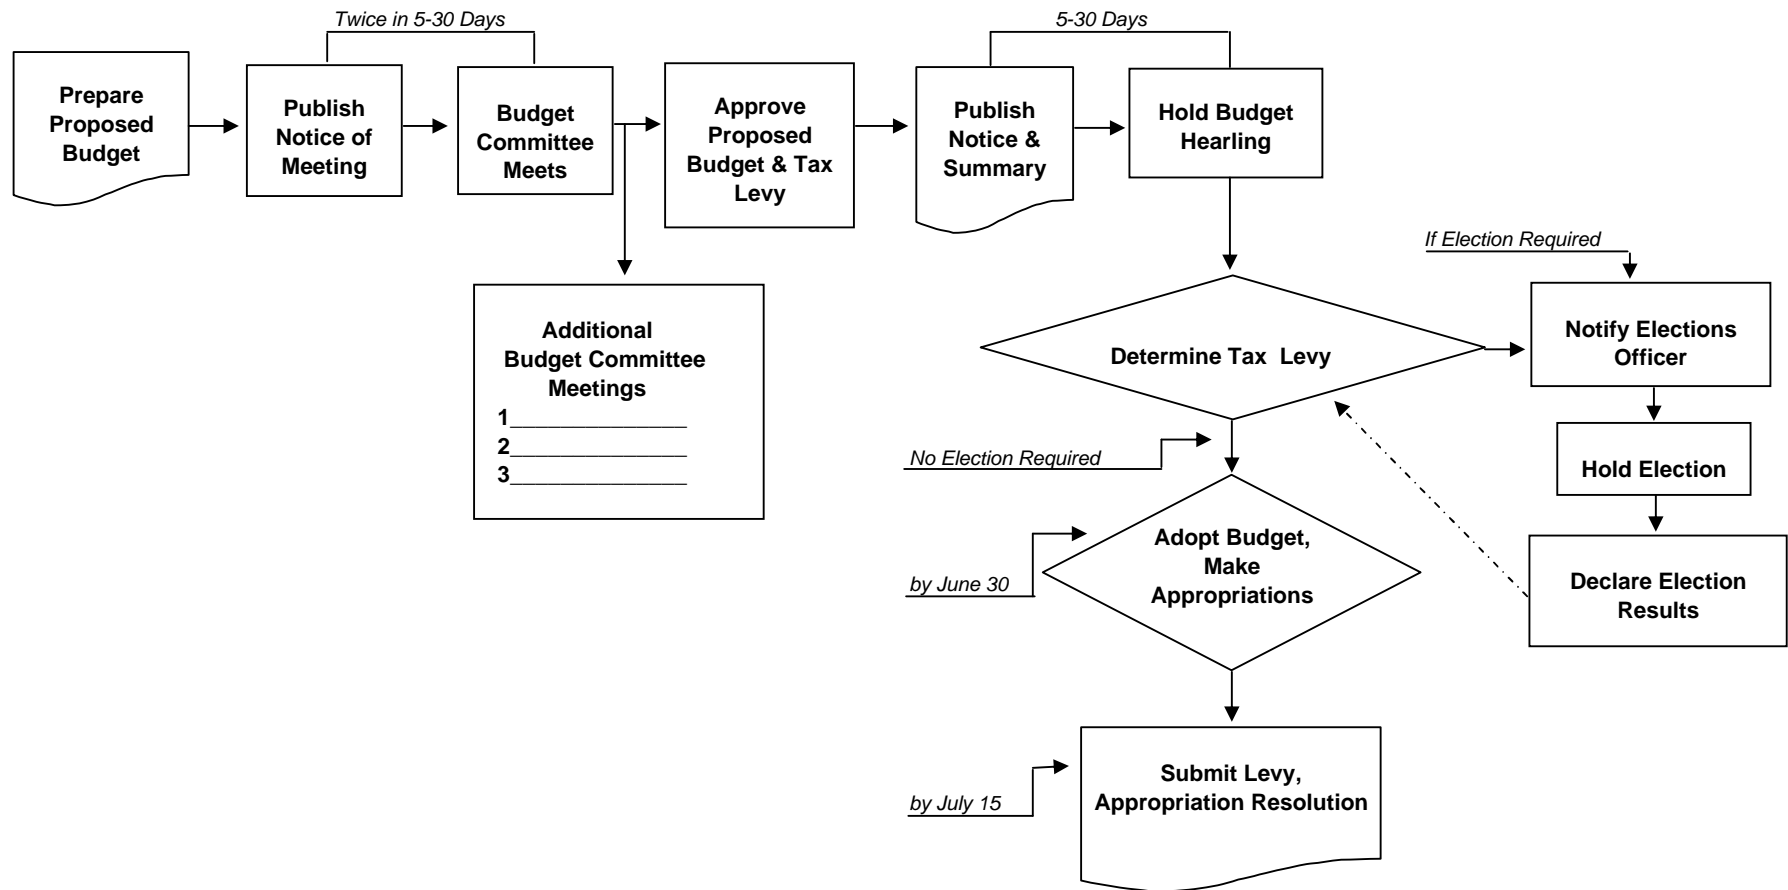 Twice in 5-30 Days
5-30 Days
Prepare
Proposed
Budget
Publish
Notice of
Meeting
Budget
Committee
Meets
Approve
Proposed
Budget & Tax
Levy
Publish
Notice &
Summary
Hold Budget
Hearling
If Election Required
Additional
Budget Committee
Meetings
1_______________
2_______________
3_______________
Determine Tax  Levy
Notify Elections
Officer
No Election Required
Hold Election
Adopt Budget,
Make
Appropriations
by June 30
Declare Election
Results
Submit Levy,
Appropriation Resolution
by July 15